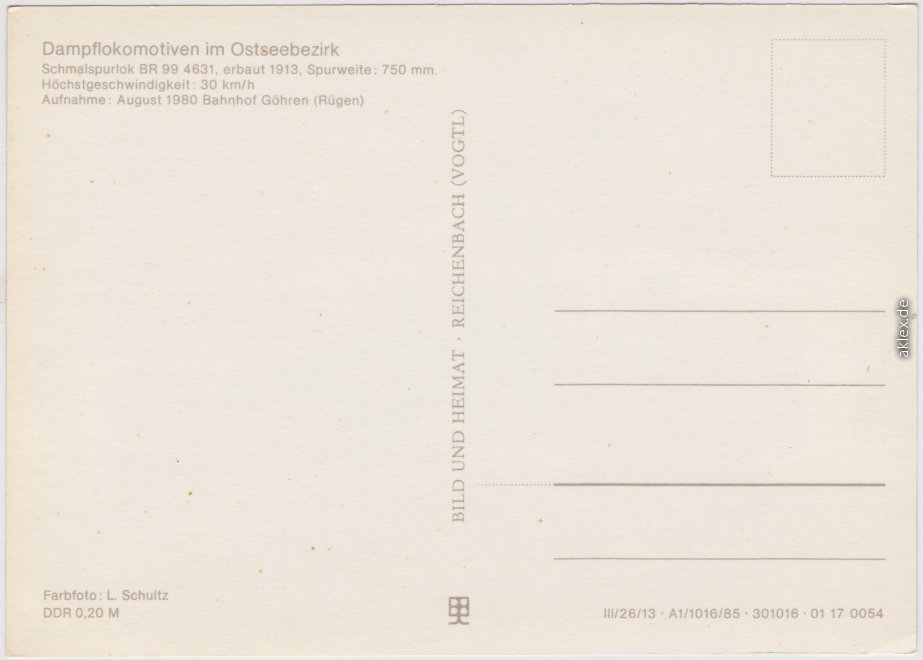 Dampflokomotiven im Ostseebezirk
Schmalspurlok BR 99 4631, erbaut 1913, Spurweite: 750 mm.
Höchstgeschwindigkeit: 30 km/h
Aufnahme: August 1980 Bahnhof Göhren (Rügen)
BILD UND HEIMAT · REICHENBACH (VOGTL)
aklex.de
Farbfoto: L. Schultz
DDR 0,20 M
III/26/13 · A1/1016/85 · 301016 · 01 17 0054